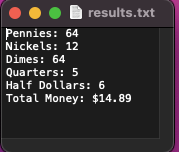 results.txt
Pennies: 64
Nickels: 12
Dimes: 64
Quarters: 5
Half Dollars: 6
Total Money: $14.89